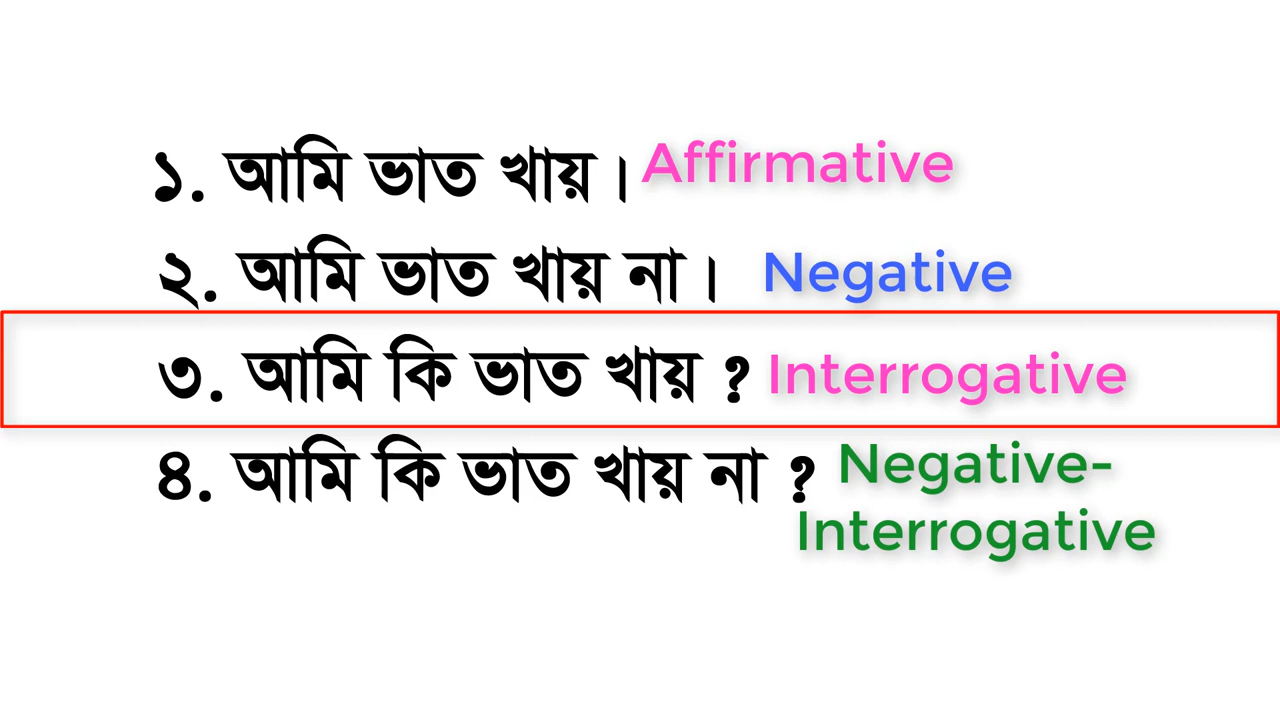 ১. আমি ভাত খায়। Affirmative
২. আমি ভাত খায় না। Negative
৩. আমি কি ভাত খায় ? Interrogative
৪. আমি কি ভাত খায় না ? Negative-
Interrogative